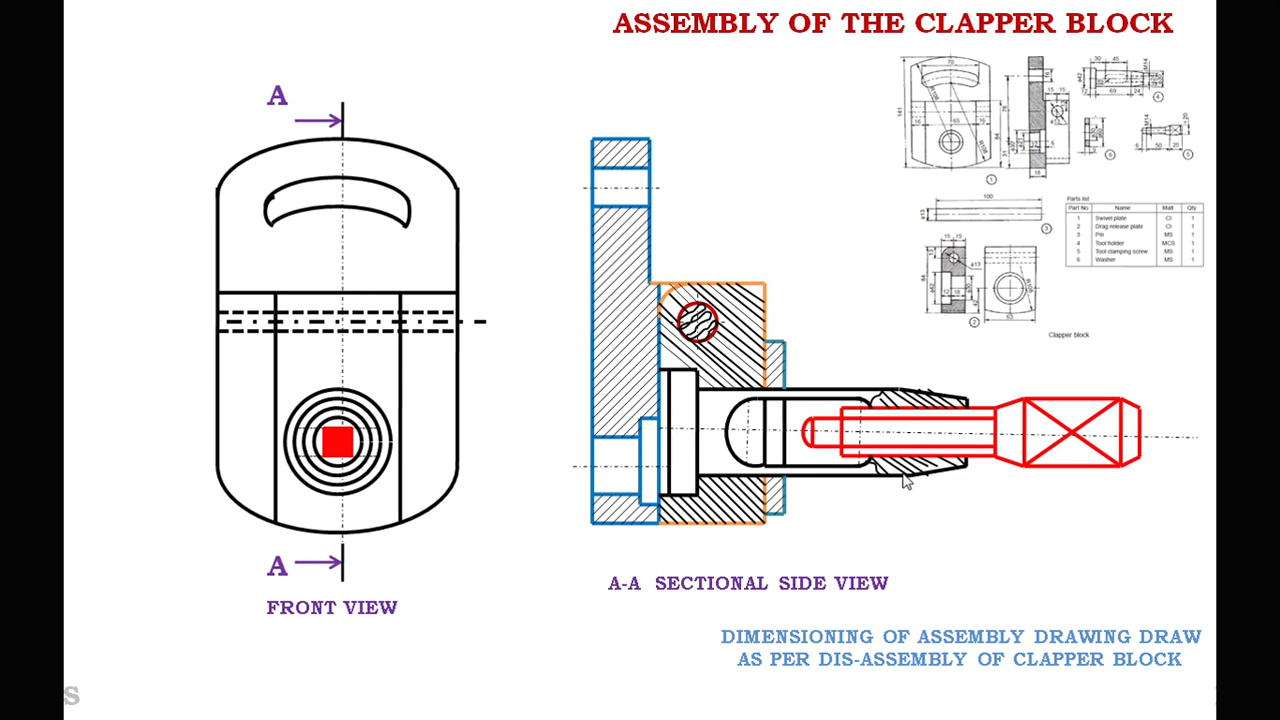 ASSEMBLY OF THE CLAPPER BLOCK
A
A
FRONT VIEW
A-A SECTIONAL SIDE VIEW
Parts list
Part No Name Matl Qty
1 Swivel plate CI 1
2 Drag release plate CI 1
3 Pin MS 1
4 Tool holder MCS 1
5 Tool clamping screw MS 1
6 Washer MS 1
Clapper block
DIMENSIONING OF ASSEMBLY DRAWING DRAW
AS PER DIS-ASSEMBLY OF CLAPPER BLOCK
S